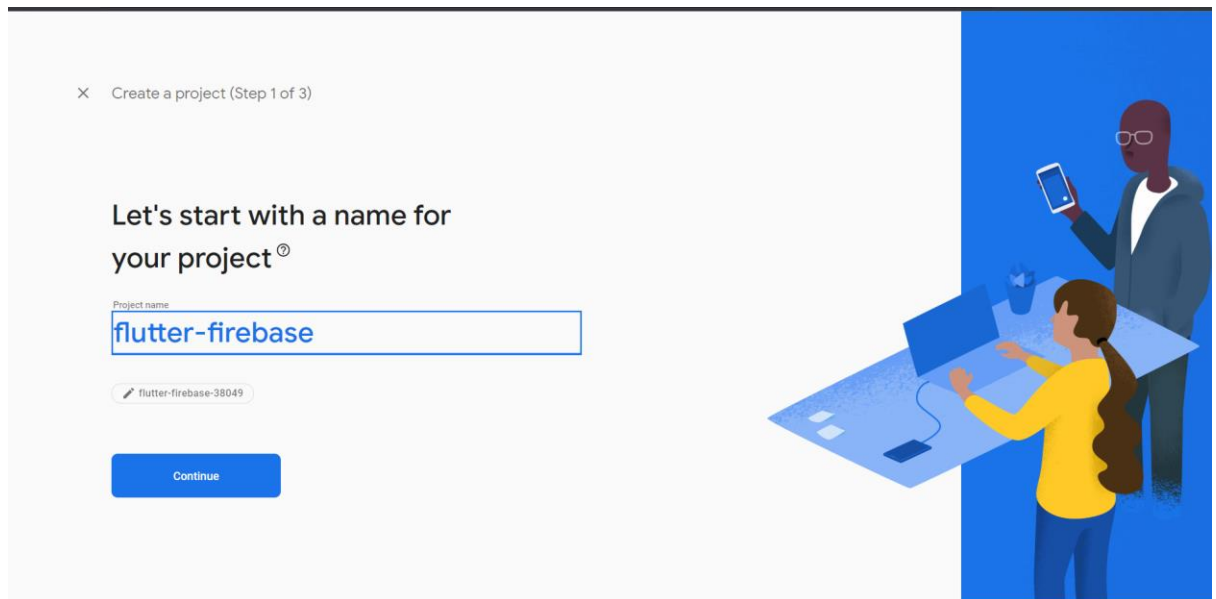 Create a project (Step 1 of 3)
Let's start with a name for
your project
Project name
flutter-firebase
flutter-firebase-38049
Continue